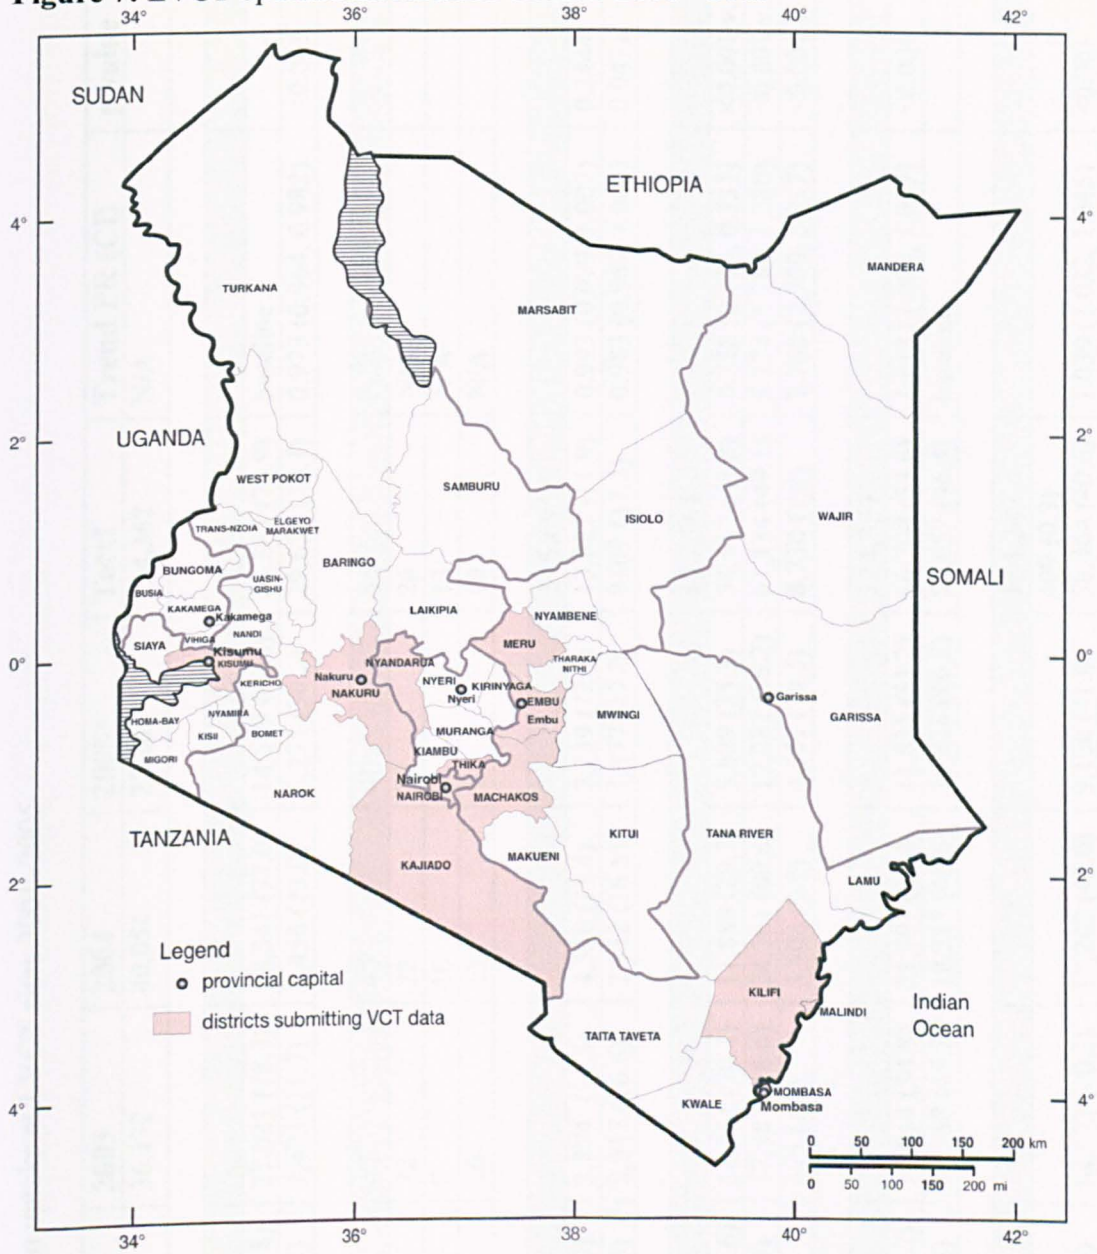 34°
36°
38°
40°
42°
SUDAN
ETHIOPIA
4°
4°
MANDERA
TURKANA
MARSABIT
UGANDA
2°
2°
WEST POKOT
SAMBURU
TRANS-NZOIA
ELGEYO
MARAKWET
ISIOLO
WAJIR
BUNGOMA
BARINGO
UASIN-
GISHU
SOMALI
BUSIA
KAKAMEGA
Kakamega
LAIKIPIA
NYAMBENE
SIAYA
VIHIGA
NANDI
MERU
Kisumu
KISUMU
0°
0°
NYANDARUA
THARAKA
NITHI
KERICHO
Nakuru
NAKURU
NYERI
Nyeri
KIRINYAGA
EMBU
Embu
Garissa
HOMA-BAY
NYAMIRA
MWINGI
GARISSA
KISII
BOMET
MURANGA
MIGORI
KIAMBU
THIKA
Nairobi
NAIROBI
NAROK
MACHAKOS
TANZANIA
KITUI
TANA RIVER
MAKUENI
KAJIADO
LAMU
2°
2°
Legend
provincial capital
districts submitting VCT data
KILIFI
MALINDI
Indian
Ocean
TAITA TAVETA
MOMBASA
Mombasa
KWALE
4°
4°
0 50 100 150 200 km
0 50 100 150 200 mi
34°
36°
38°
40°
42°